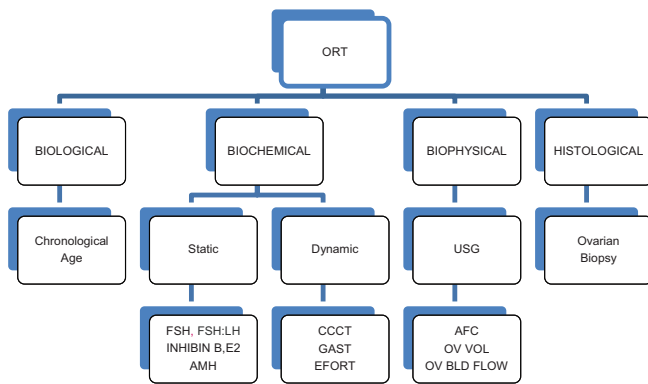 ORT
BIOLOGICAL
BIOCHEMICAL
BIOPHYSICAL
HISTOLOGICAL
Chronological
Age
Static
Dynamic
USG
Ovarian
Biopsy
FSH, FSH:LH
INHIBIN B,E2
AMH
CCCT
GAST
EFORT
AFC
OV VOL
OV BLD FLOW